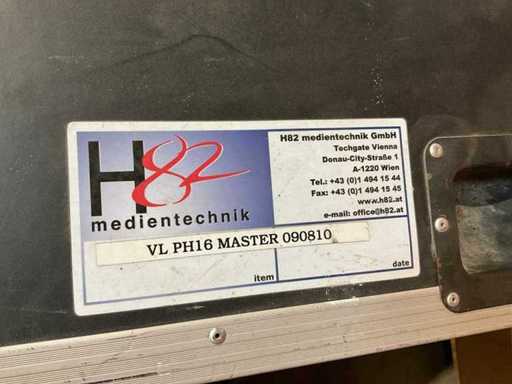 H82
medientechnik
H82 medientechnik GmbH
Techgate Vienna
Donau-City-Straße 1
A-1220 Wien
Tel.: +43 (0)1 494 15 44
Fax: +43 (0)1 494 15 45
www.h82.at
e-mail: office@h82.at
VL PH16 MASTER 090810
item
date